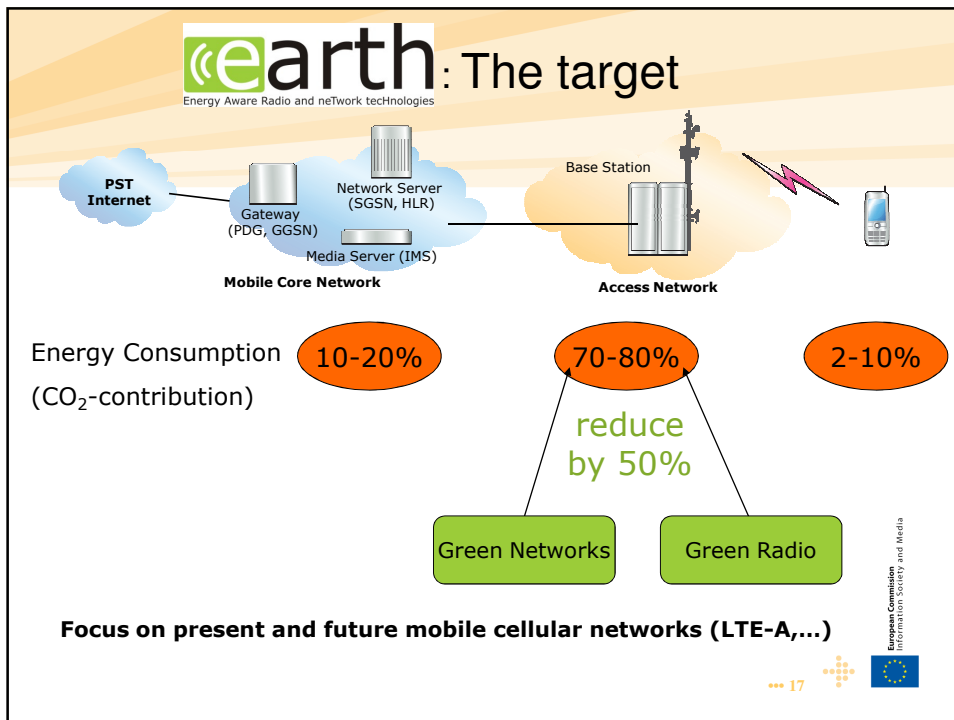 earth : The target
Energy Aware Radio and neTwork tecHnologies
PST
Internet
Gateway
(PDG, GGSN)
Network Server
(SGSN, HLR)
Media Server (IMS)
Mobile Core Network
Base Station
Access Network
Energy Consumption
(CO₂-contribution)
10-20%
70-80%
2-10%
reduce
by 50%
Green Networks
Green Radio
Focus on present and future mobile cellular networks (LTE-A,...)
European Commission
Information Society and Media
••• 17